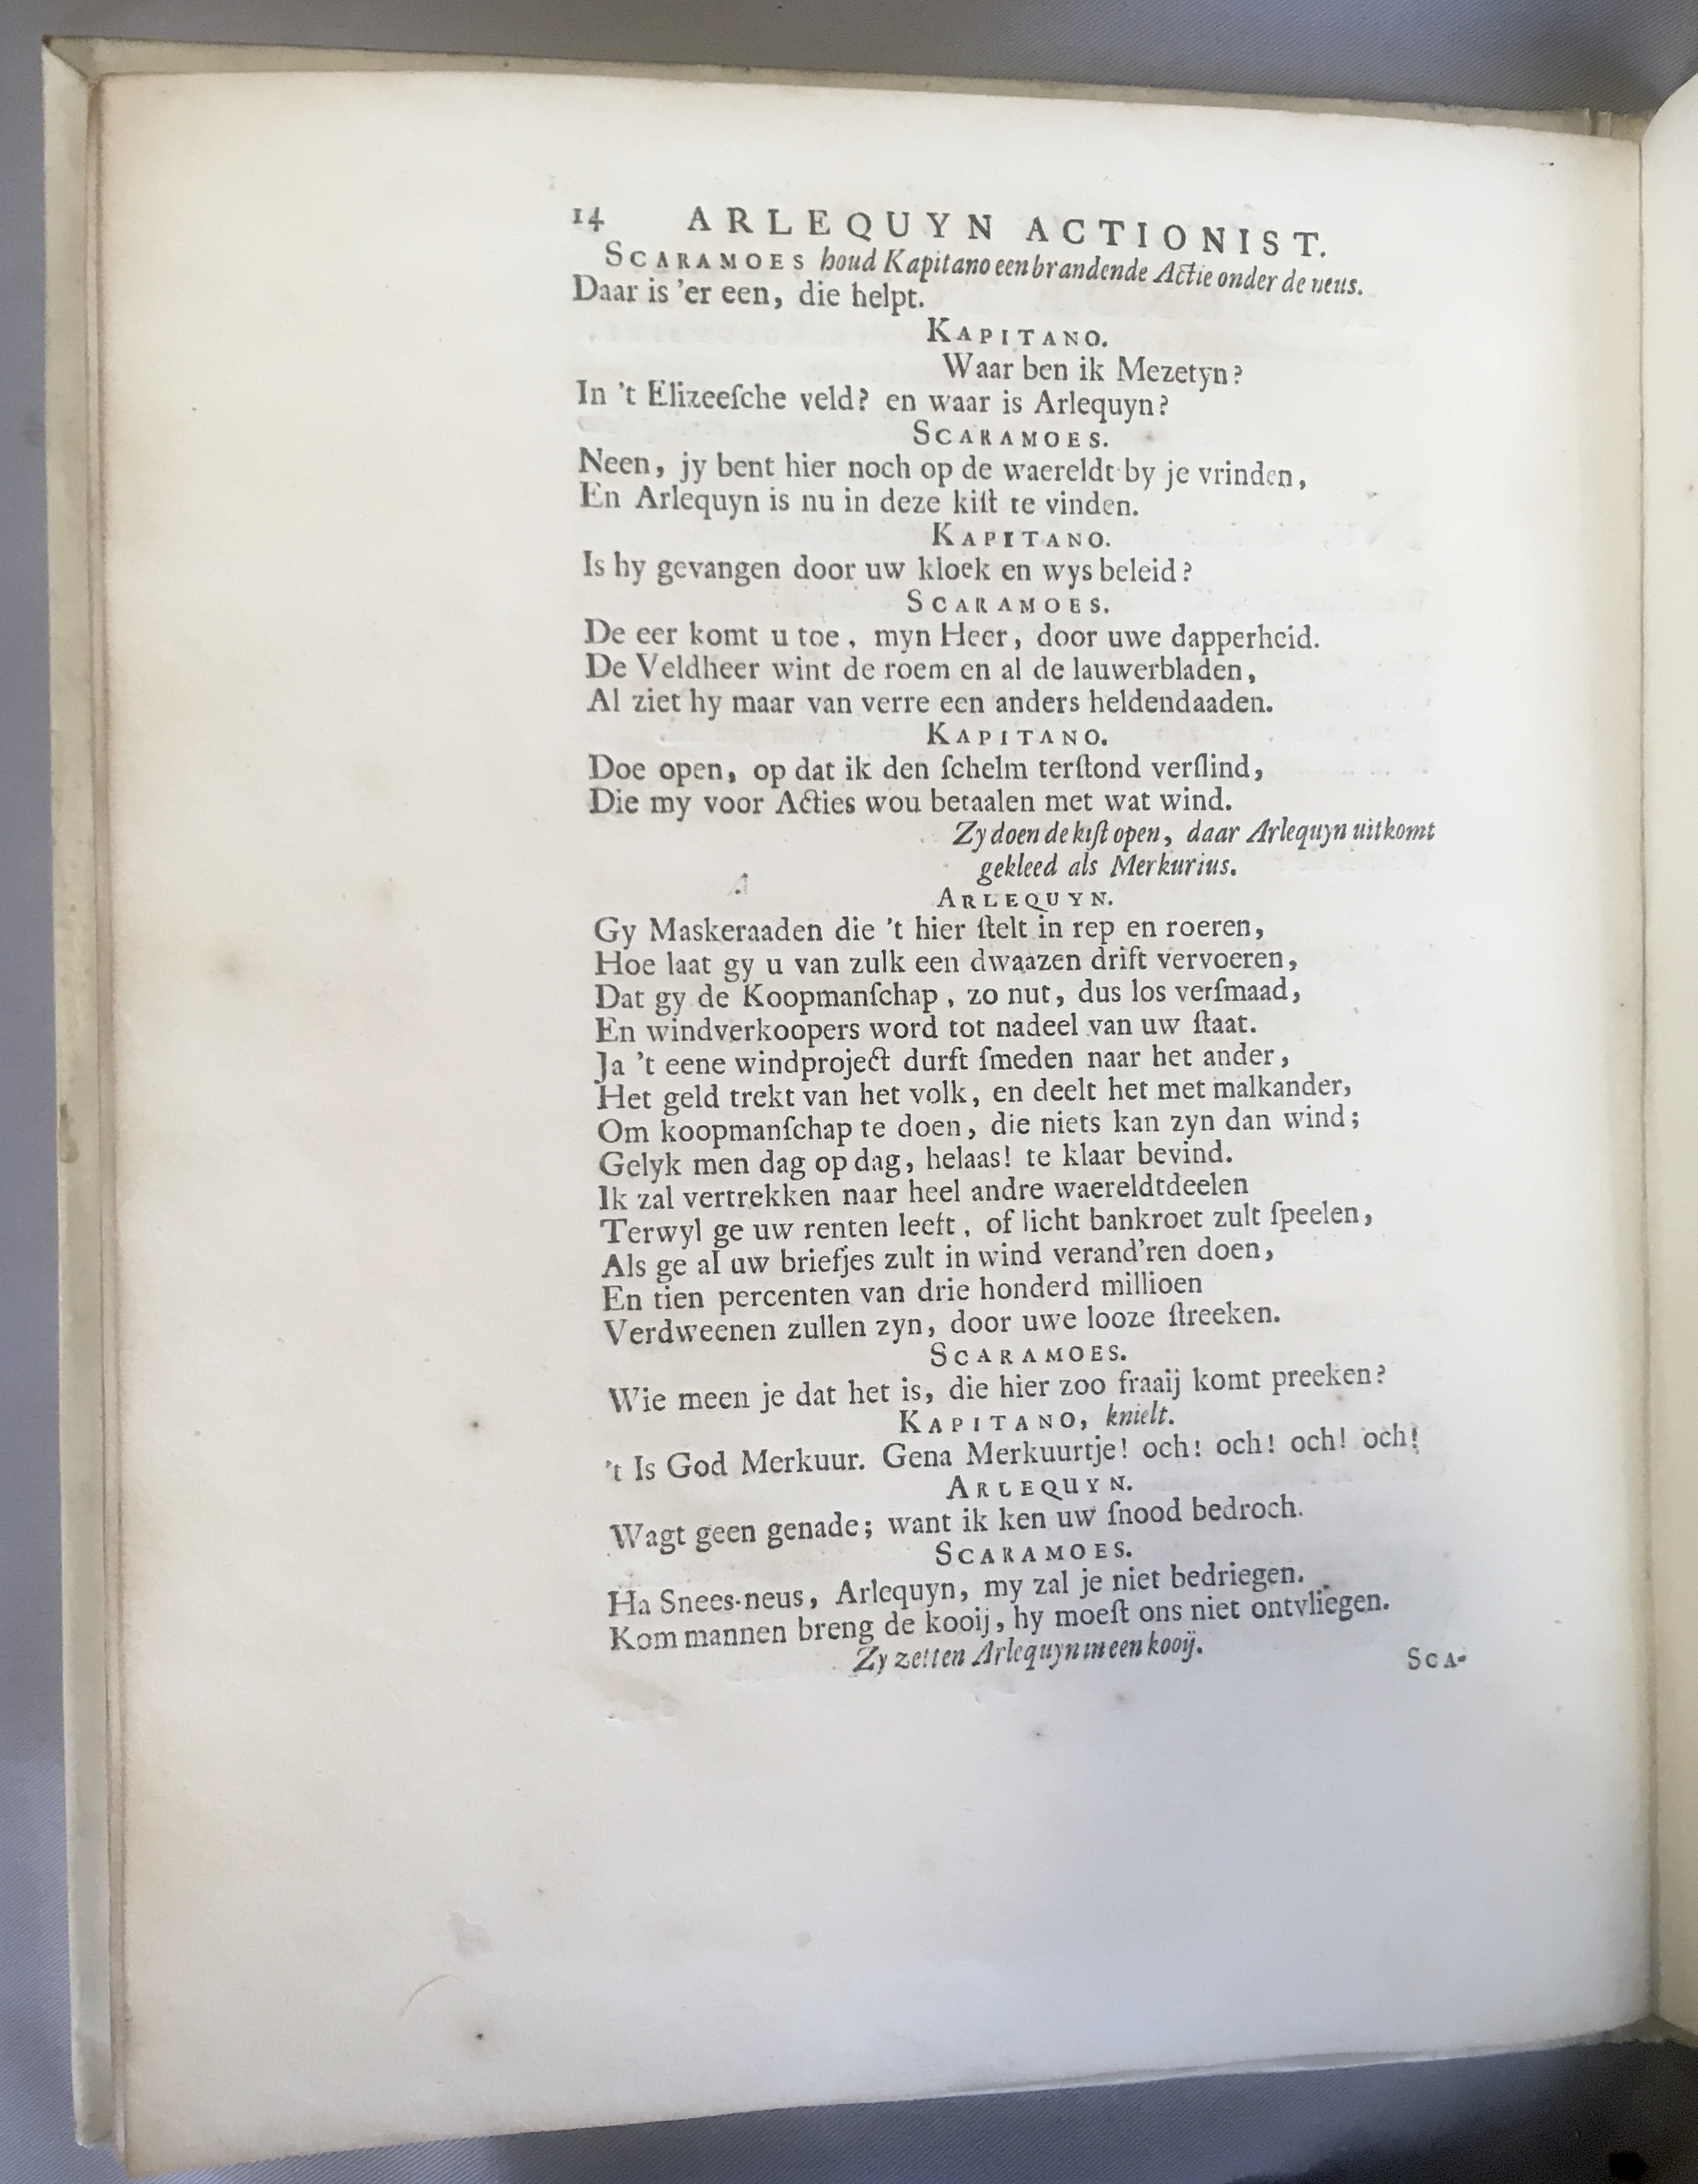 14 ARLEQUYN ACTIONIST.
SCARAMOES houd Kapitano een brandende Actie onder de neus.
Daar is 'er een, die helpt.
KAPITANO.
Waar ben ik Mezetyn?
In 't Elizeeſche veld? en waar is Arlequyn?
SCARAMOES.
Neen, jy bent hier noch op de waereldt by je vrinden,
En Arlequyn is nu in deze kiſt te vinden.
KAPITANO.
Is hy gevangen door uw kloek en wys beleid?
SCARAMOES.
De eer komt u toe, myn Heer, door uwe dapperheid.
De Veldheer wint de roem en al de lauwerbladen,
Al ziet hy maar van verre een anders heldendaaden.
KAPITANO.
Doe open, op dat ik den ſchelm terſtond verſlind,
Die my voor Acties wou betaalen met wat wind.
Zy doen de kiſt open, daar Arlequyn uitkomt
gekleed als Merkurius.
ARLEQUYN.
Gy Maskeraaden die 't hier ſtelt in rep en roeren,
Hoe laat gy u van zulk een dwaazen drift vervoeren,
Dat gy de Koopmanſchap, zo nut, dus los verſmaad,
En windverkoopers word tot nadeel van uw ſtaat.
Ja 't eene windproject durft ſmeden naar het ander,
Het geld trekt van het volk, en deelt het met malkander,
Om koopmanſchap te doen, die niets kan zyn dan wind;
Gelyk men dag op dag, helaas! te klaar bevind.
Ik zal vertrekken naar heel andre waereldtdeelen
Terwyl ge uw renten leeft, of licht bankroet zult ſpeelen,
Als ge al uw briefjes zult in wind verand'ren doen,
En tien percenten van drie honderd millioen
Verdweenen zullen zyn, door uwe looze ſtreeken.
SCARAMOES.
Wie meen je dat het is, die hier zoo fraaij komt preeken?
KAPITANO, knielt.
't Is God Merkuur. Gena Merkuurtje! och! och! och! och!
ARLEQUYN.
Wagt geen genade; want ik ken uw ſnood bedroch.
SCARAMOES.
Ha Snees-neus, Arlequyn, my zal je niet bedriegen.
Kom mannen breng de kooij, hy moeſt ons niet ontvliegen.
Zy zetten Arlequyn in een kooij.
SCA-